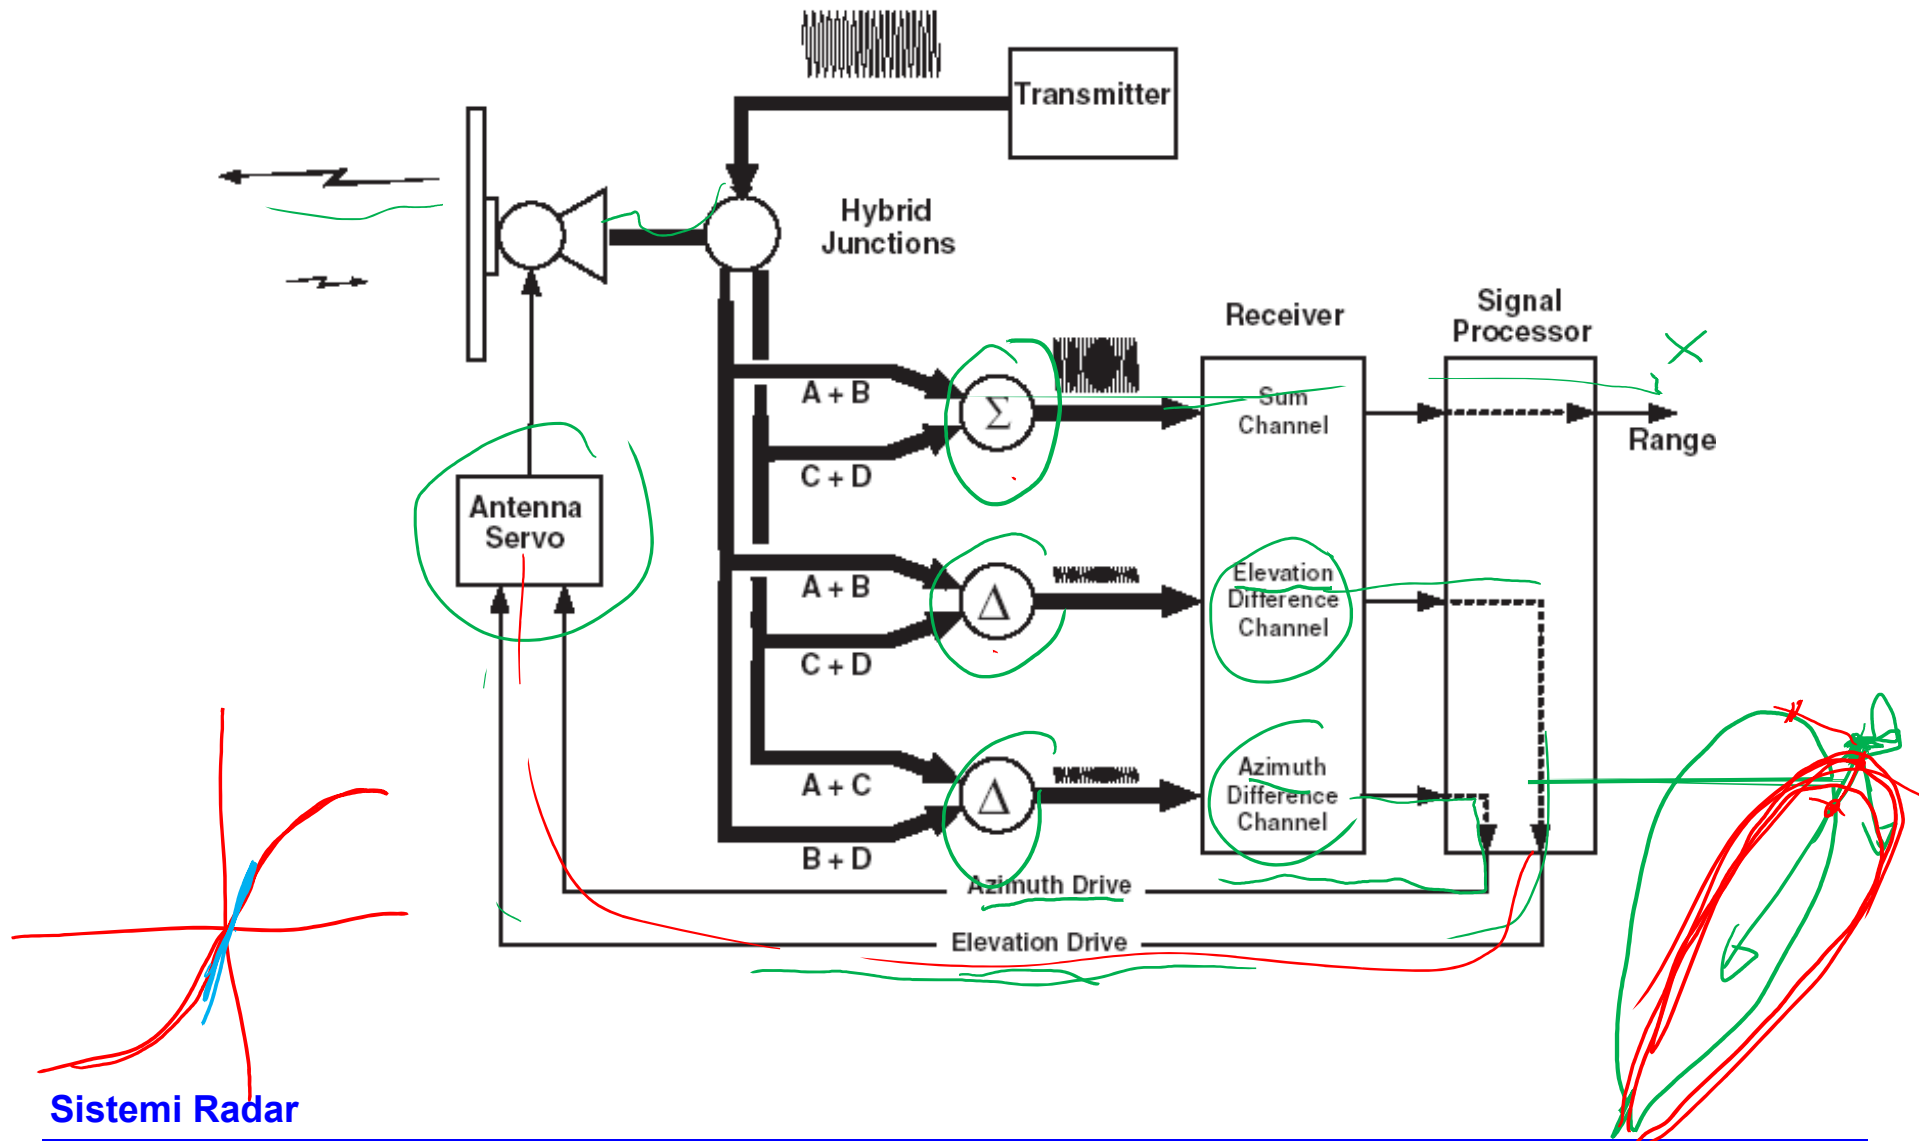 Transmitter
Hybrid
Junctions
Receiver
Signal
Processor
A + B
C + D
Σ
Sum
Channel
Range
Antenna
Servo
A + B
C + D
Δ
Elevation
Difference
Channel
A + C
B + D
Δ
Azimuth
Difference
Channel
Azimuth Drive
Elevation Drive
Sistemi Radar